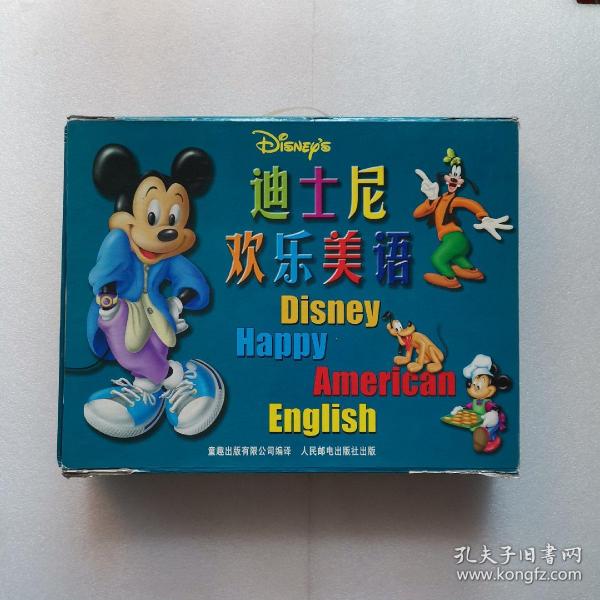 Disney's
迪士尼
欢乐美语
Disney
Happy
American
English
童趣出版有限公司编译 人民邮电出版社出版
孔夫子旧书网
www.kongfz.com